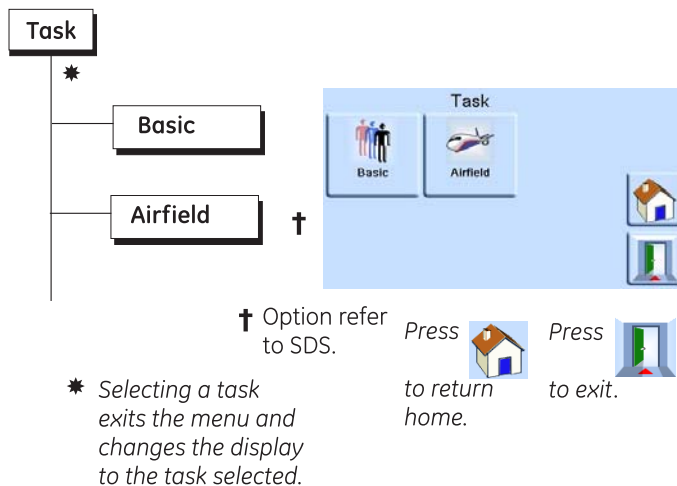 Task
✸
Basic
Airfield
†
Task
Basic
Airfield
† Option refer
to SDS.
Press
to return
home.
Press
to exit.
✸ Selecting a task
exits the menu and
changes the display
to the task selected.